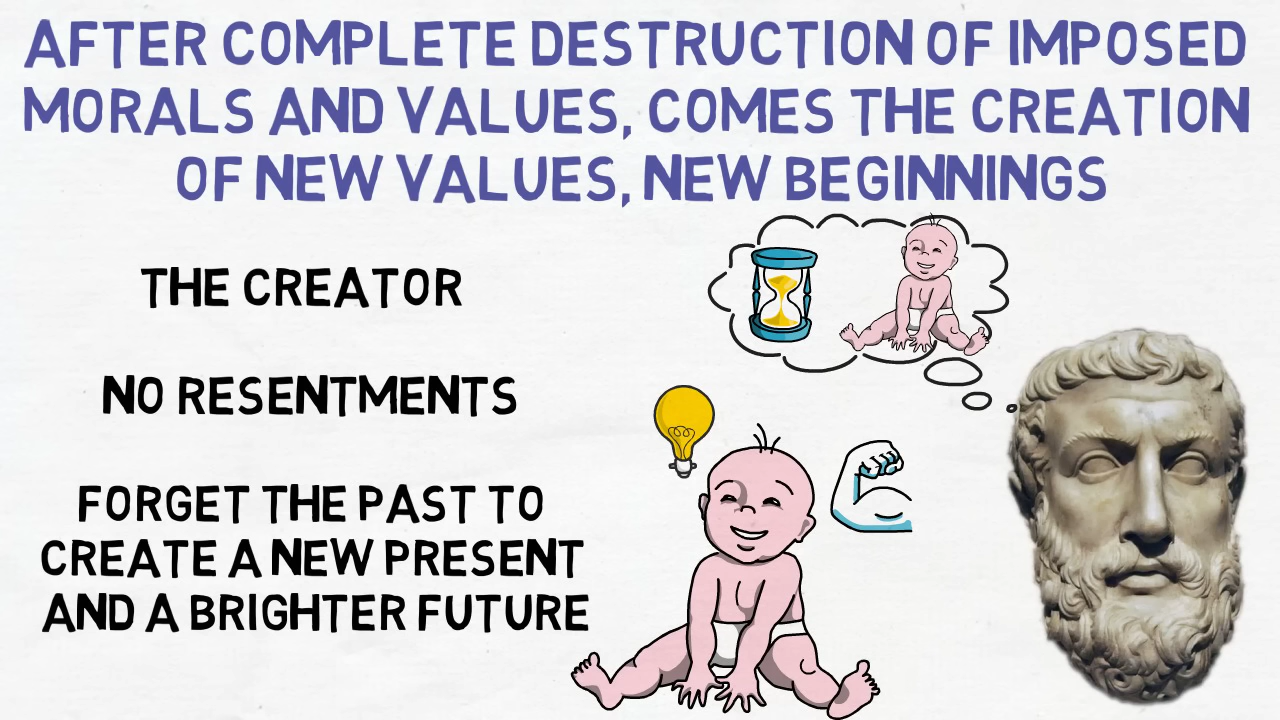 AFTER COMPLETE DESTRUCTION OF IMPOSED
MORALS AND VALUES, COMES THE CREATION
OF NEW VALUES, NEW BEGINNINGS
THE CREATOR
NO RESENTMENTS
FORGET THE PAST TO
CREATE A NEW PRESENT
AND A BRIGHTER FUTURE